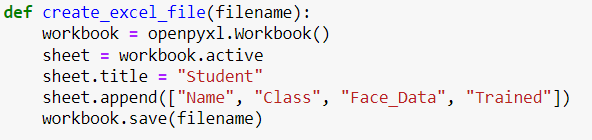 def create_excel_file(filename):
    workbook = openpyxl.Workbook()
    sheet = workbook.active
    sheet.title = "Student"
    sheet.append(["Name", "Class", "Face_Data", "Trained"])
    workbook.save(filename)